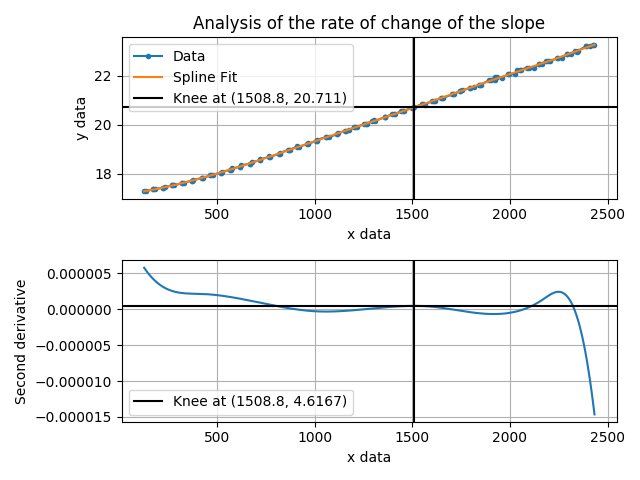 Analysis of the rate of change of the slope
Data
Spline Fit
Knee at (1508.8, 20.711)
y data
22
20
18
500
1000
1500
2000
2500
x data
Second derivative
0.000005
0.000000
−0.000005
−0.000010
−0.000015
Knee at (1508.8, 4.6167)
500
1000
1500
2000
2500
x data